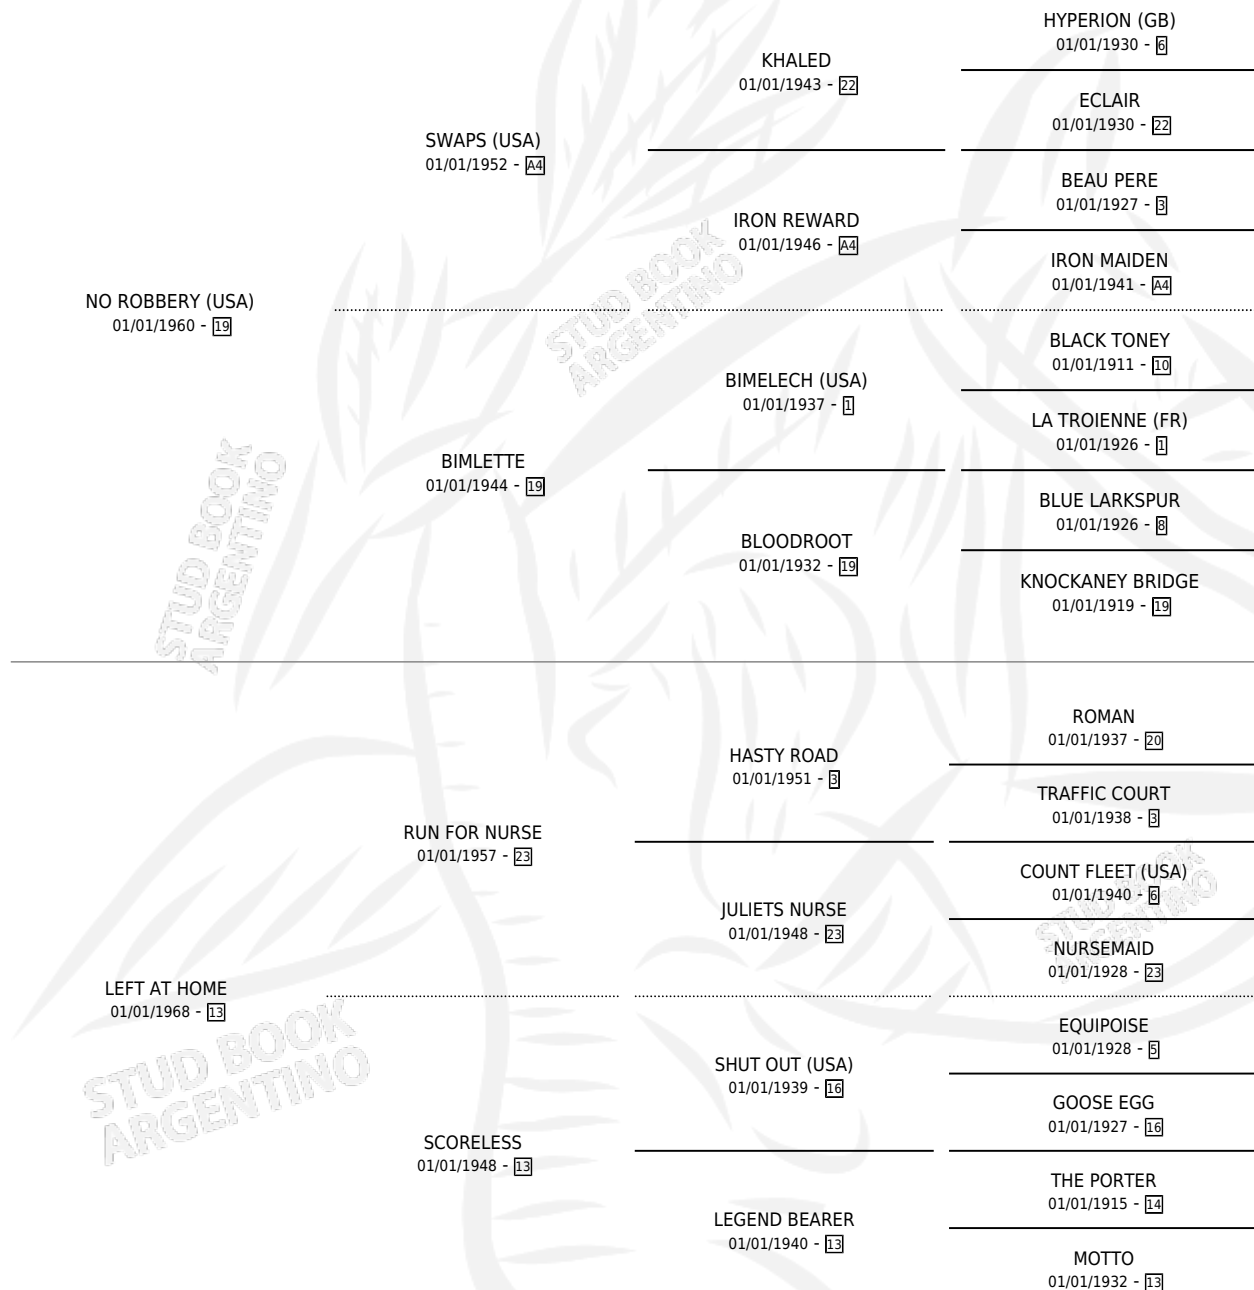 HYPERION (GB)
01/01/1930 - 6
KHALED
01/01/1943 - 22
ECLAIR
01/01/1930 - 22
SWAPS (USA)
01/01/1952 - A4
BEAU PERE
01/01/1927 - 3
IRON REWARD
01/01/1946 - A4
IRON MAIDEN
01/01/1941 - A4
NO ROBBERY (USA)
01/01/1960 - 19
BLACK TONEY
01/01/1911 - 10
BIMELECH (USA)
01/01/1937 - 1
LA TROIENNE (FR)
01/01/1926 - 1
BIMLETTE
01/01/1944 - 19
BLUE LARKSPUR
01/01/1926 - 8
BLOODROOT
01/01/1932 - 19
KNOCKANEY BRIDGE
01/01/1919 - 19
STUD BOOK
ARGENTINO
STUD BOOK
ARGENTINO
ROMAN
01/01/1937 - 20
HASTY ROAD
01/01/1951 - 3
TRAFFIC COURT
01/01/1938 - 3
RUN FOR NURSE
01/01/1957 - 23
COUNT FLEET (USA)
01/01/1940 - 6
JULIETS NURSE
01/01/1948 - 23
NURSEMAID
01/01/1928 - 23
STUD BOOK
ARGENTINO
LEFT AT HOME
01/01/1968 - 13
EQUIPOISE
01/01/1928 - 5
SHUT OUT (USA)
01/01/1939 - 16
GOOSE EGG
01/01/1927 - 16
STUD BOOK
ARGENTINO
SCORELESS
01/01/1948 - 13
THE PORTER
01/01/1915 - 14
LEGEND BEARER
01/01/1940 - 13
MOTTO
01/01/1932 - 13